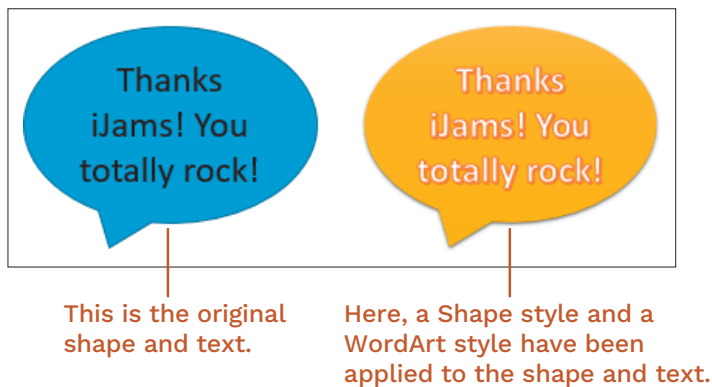 Thanks
iJams! You
totally rock!
Thanks
iJams! You
totally rock!
This is the original
shape and text.
Here, a Shape style and a
WordArt style have been
applied to the shape and text.